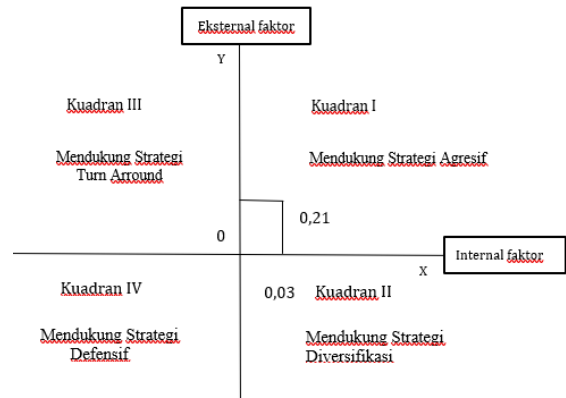 Eksternal faktor
Y
Kuadran III
Kuadran I
Mendukung Strategi
Turn Arround
Mendukung Strategi Agresif
0,21
0
Internal faktor
X
Kuadran IV
0,03
Kuadran II
Mendukung Strategi
Defensif
Mendukung Strategi
Diversifikasi